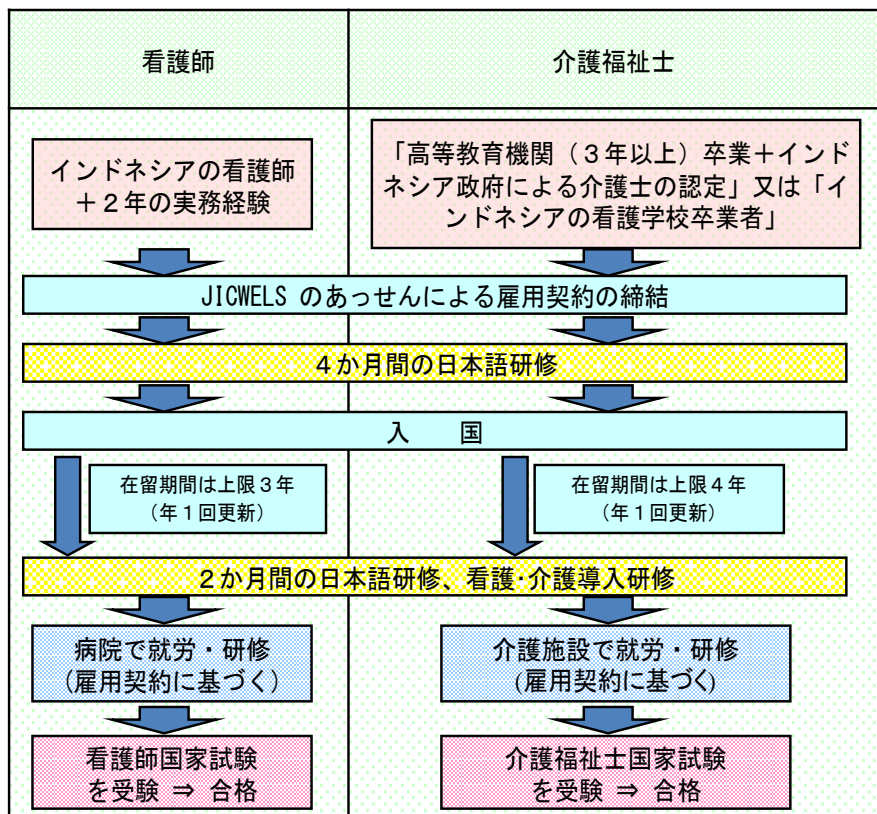 看護師
介護福祉士
インドネシアの看護師
＋２年の実務経験
「高等教育機関（３年以上）卒業＋インド
ネシア政府による介護士の認定」又は「イ
ンドネシアの看護学校卒業者」
JICWELS のあっせんによる雇用契約の締結
４か月間の日本語研修
入　　国
在留期間は上限３年
（年１回更新）
在留期間は上限４年
（年１回更新）
２か月間の日本語研修、看護･介護導入研修
病院で就労・研修
（雇用契約に基づく）
介護施設で就労・研修
(雇用契約に基づく)
看護師国家試験
を受験 ⇒ 合格
介護福祉士国家試験
を受験 ⇒ 合格